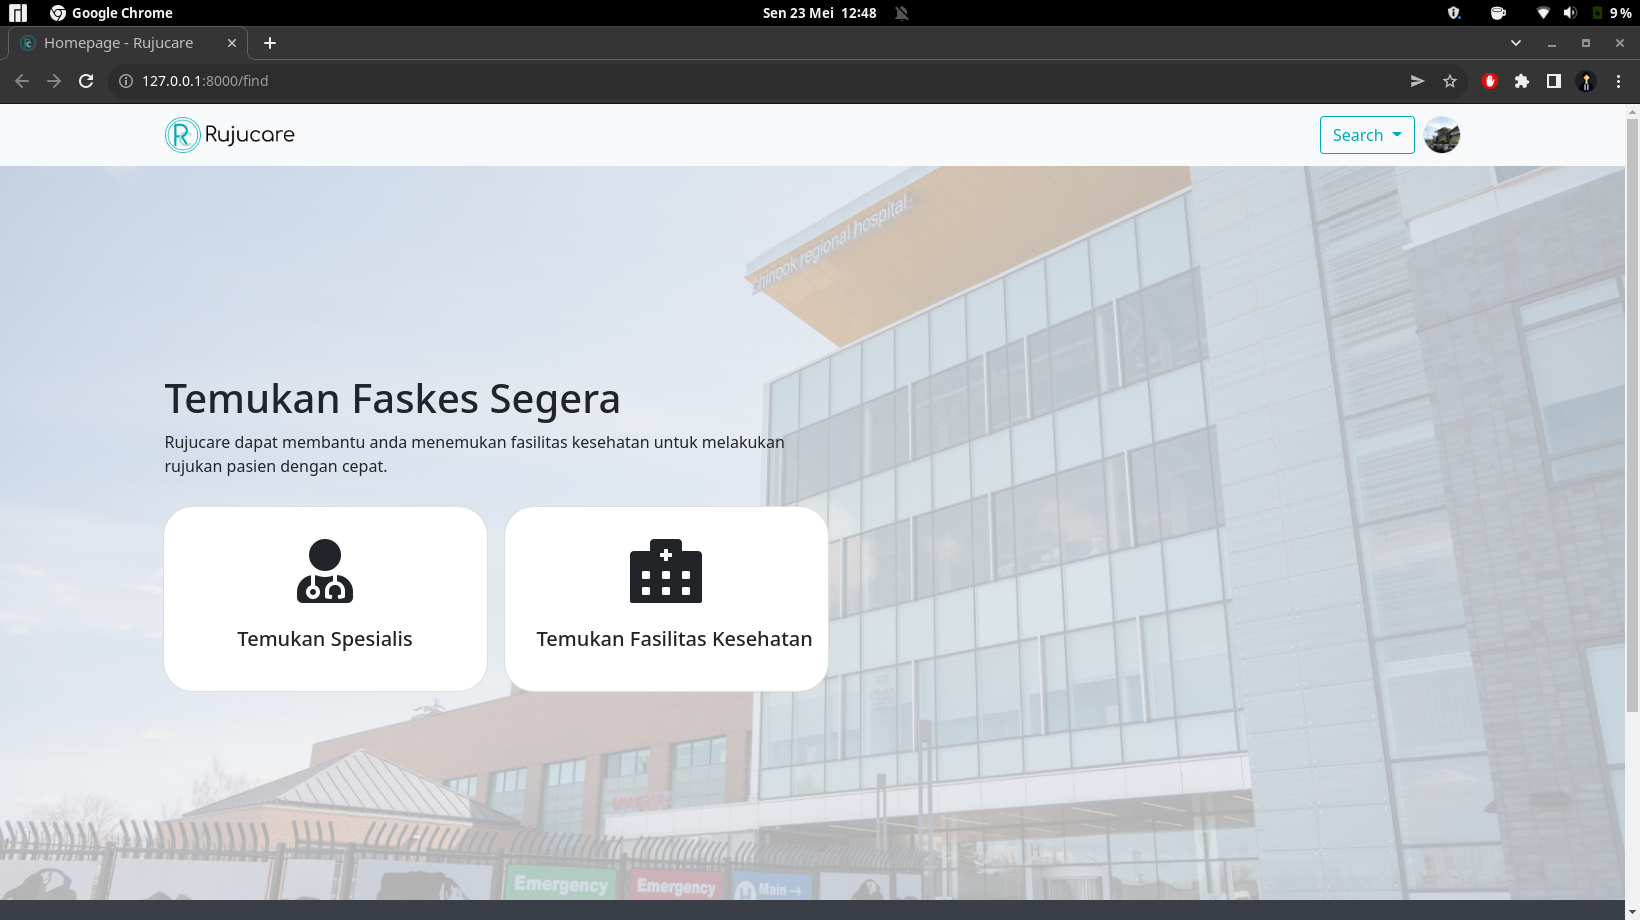 Google Chrome
Sen 23 Mei 12:48
9 %
Homepage - Rujucare
127.0.0.1:8000/find
Rujucare
Search
chinook regional hospital
Temukan Faskes Segera
Rujucare dapat membantu anda menemukan fasilitas kesehatan untuk melakukan
rujukan pasien dengan cepat.
Temukan Spesialis
Temukan Fasilitas Kesehatan
Emergency
Emergency
H Main→